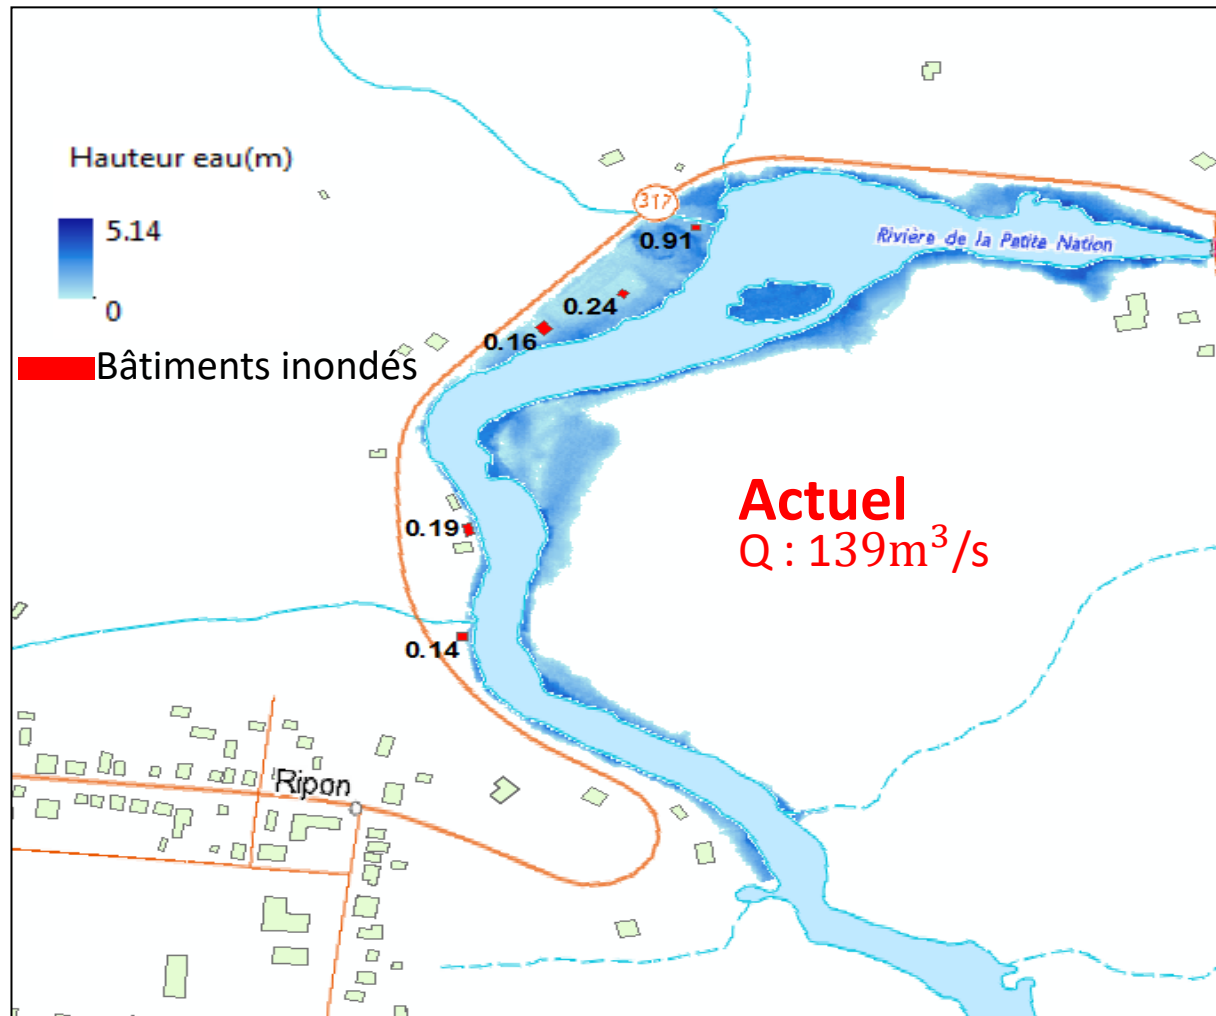 Hauteur eau(m)
5.14
0
Bâtiments inondés
317
0.91
Rivière de la Petite Nation
0.24
0.16
Actuel
Q : 139m³/s
0.19
0.14
Ripon